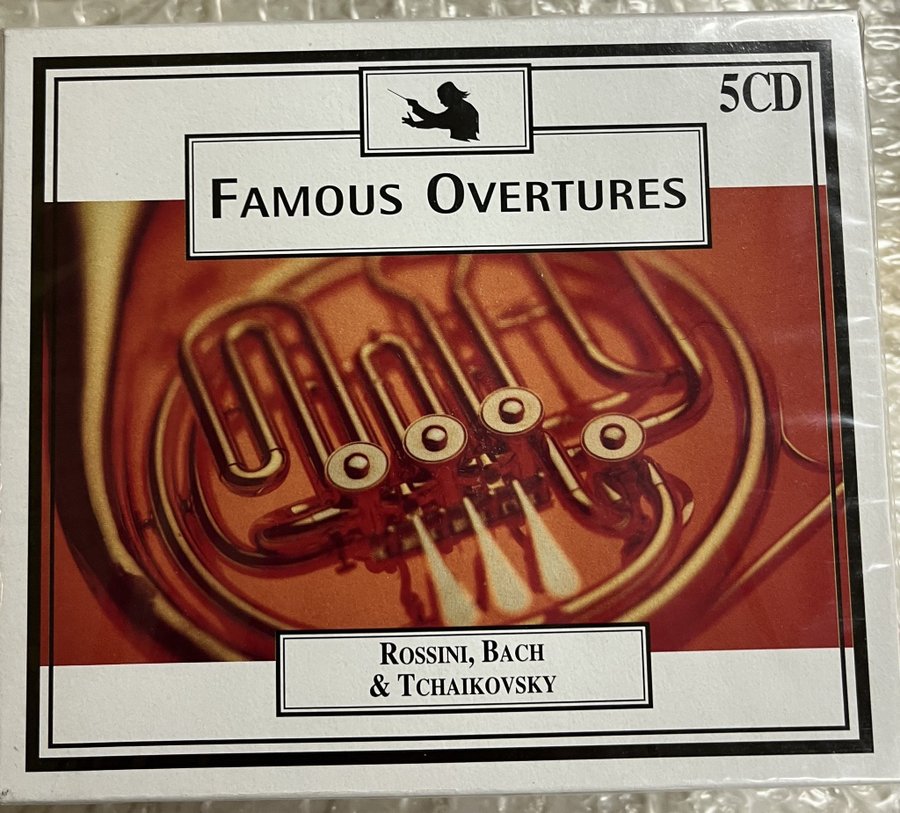 5CD
FAMOUS OVERTURES
ROSSINI, BACH
& TCHAIKOVSKY